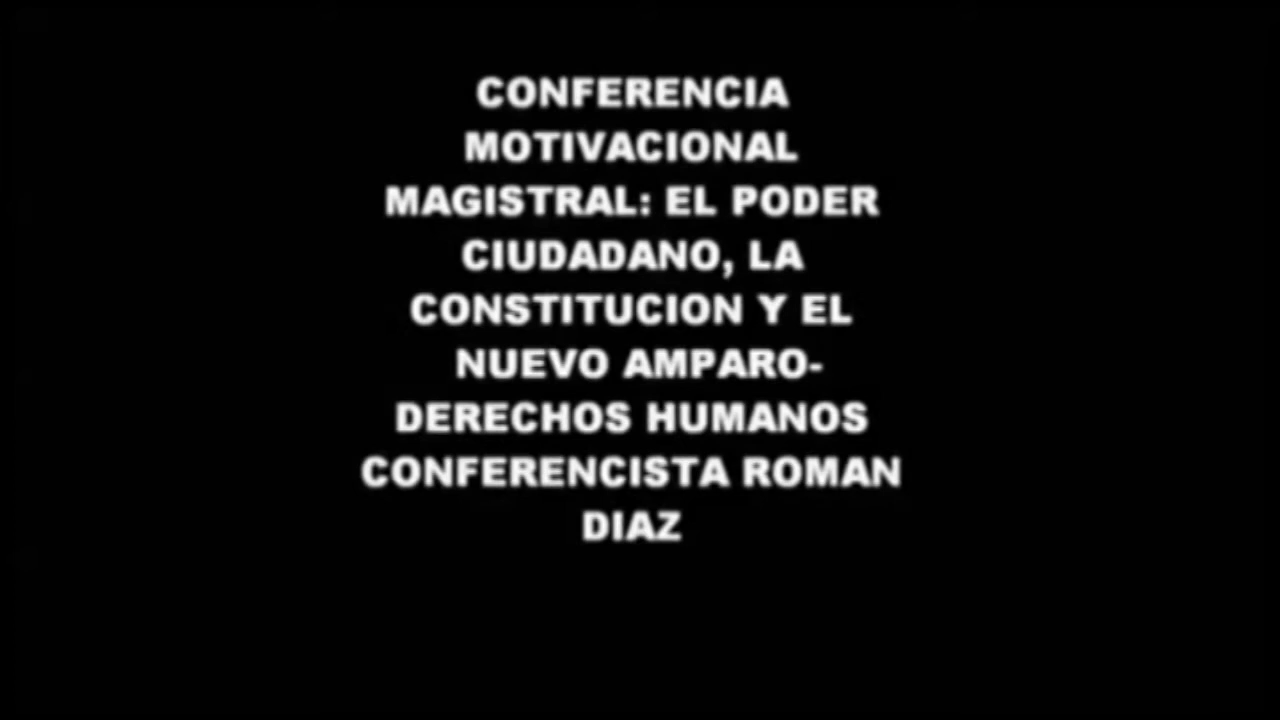 CONFERENCIA
MOTIVACIONAL
MAGISTRAL: EL PODER
CIUDADANO, LA
CONSTITUCION Y EL
NUEVO AMPARO-
DERECHOS HUMANOS
CONFERENCISTA ROMAN
DIAZ